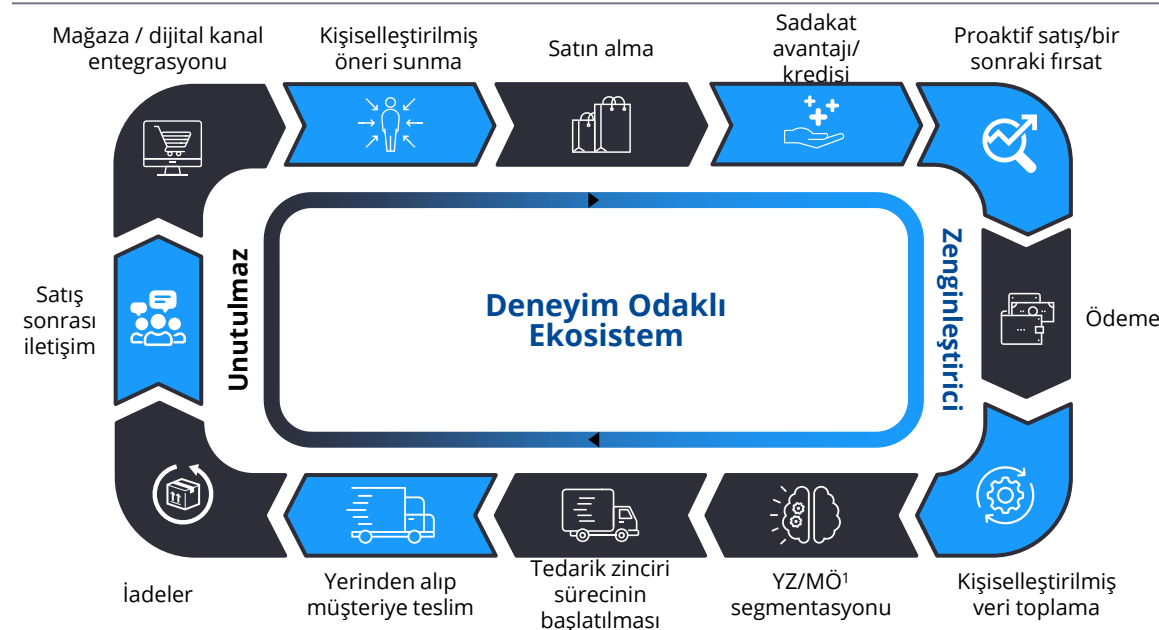 Mağaza / dijital kanal
entegrasyonu
Kişiselleştirilmiş
öneri sunma
Satın alma
Sadakat
avantajı/
kredisi
Proaktif satış/bir
sonraki fırsat
Satış
sonrası
iletişim
Unutulmaz
Deneyim Odaklı
Ekosistem
Zenginleştirici
Ödeme
İadeler
Yerinden alıp
müşteriye teslim
Tedarik zinciri
sürecinin
başlatılması
YZ/MÖ¹
segmentasyonu
Kişiselleştirilmiş
veri toplama